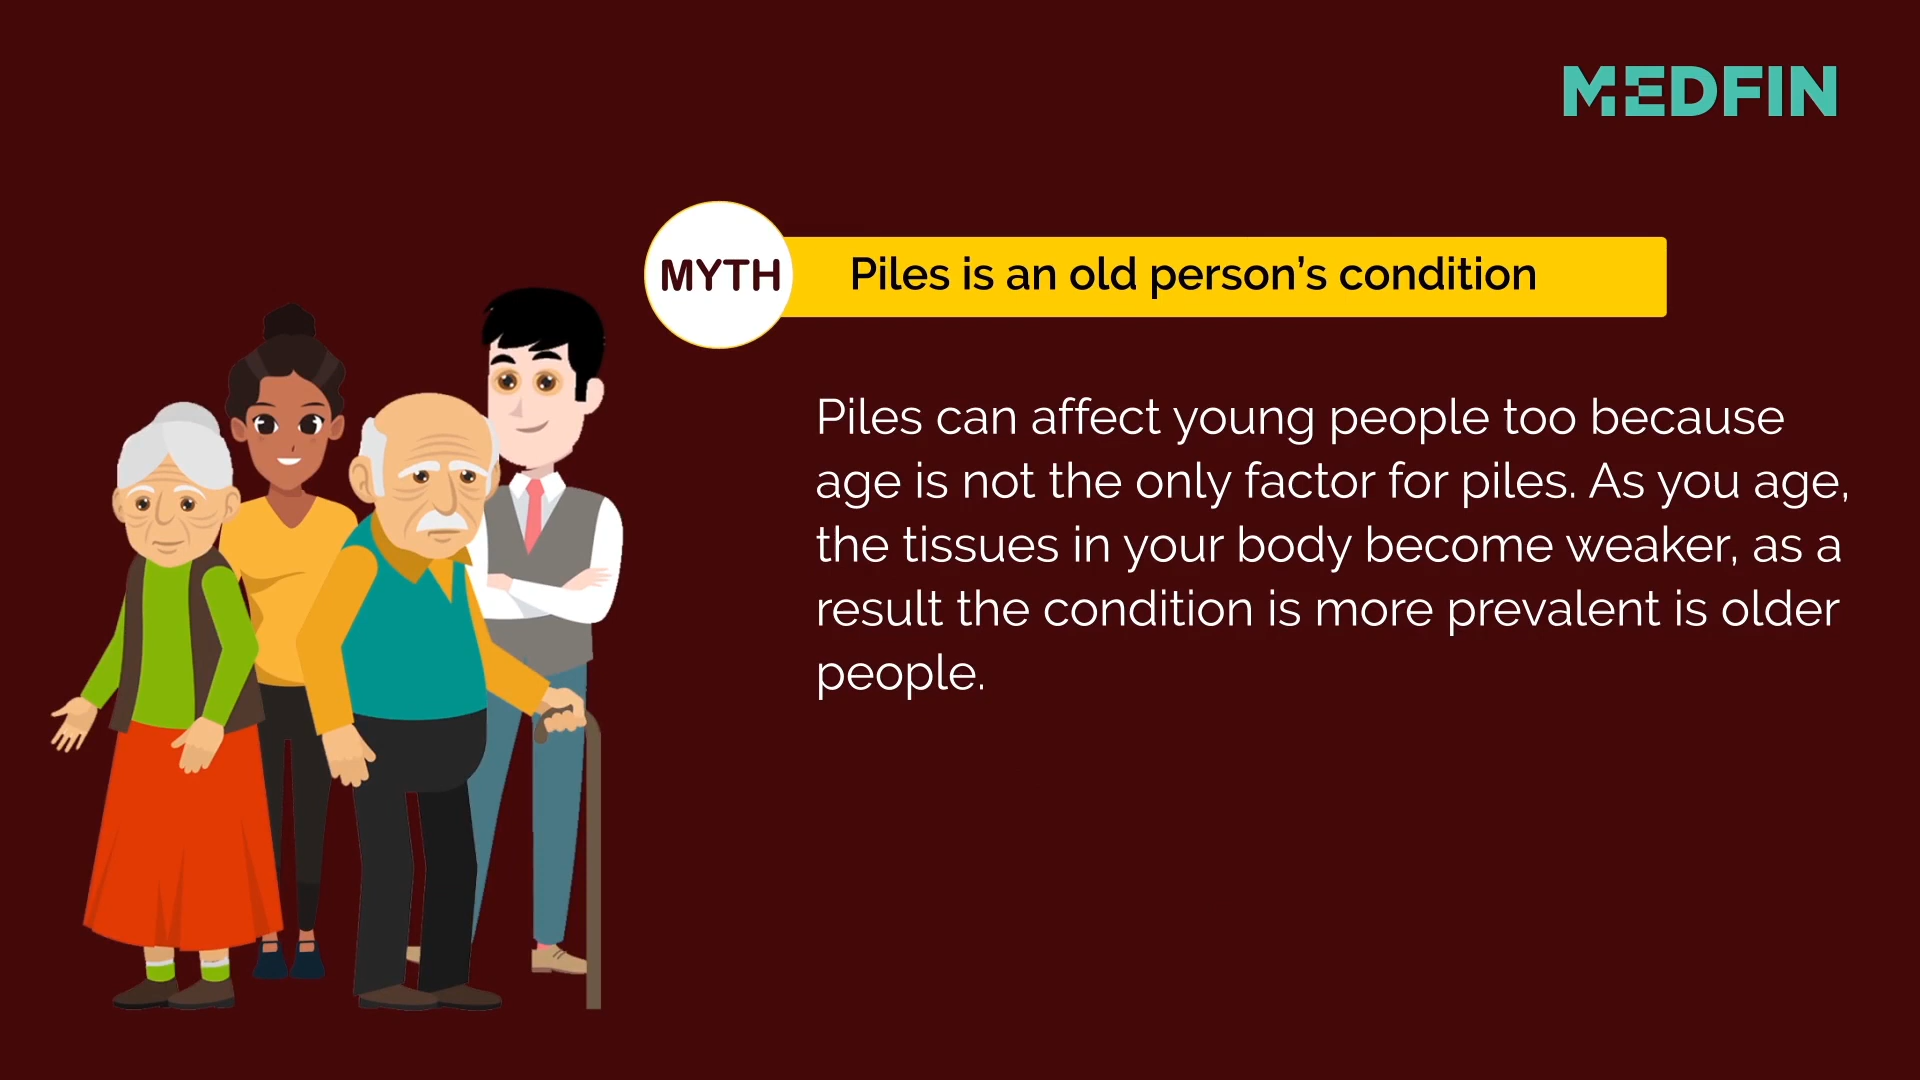 MEDFIN
MYTH
Piles is an old person’s condition
Piles can affect young people too because
age is not the only factor for piles. As you age,
the tissues in your body become weaker, as a
result the condition is more prevalent is older
people.